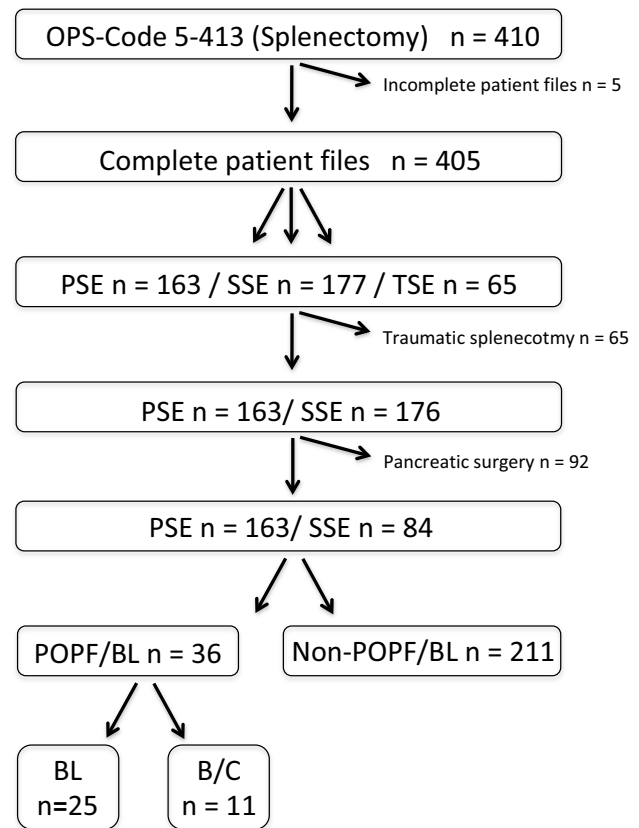 OPS-Code 5-413 (Splenectomy) n = 410
Incomplete patient files n = 5
Complete patient files n = 405
PSE n = 163 / SSE n = 177 / TSE n = 65
Traumatic splenecotmy n = 65
PSE n = 163/ SSE n = 176
Pancreatic surgery n = 92
PSE n = 163/ SSE n = 84
POPF/BL n = 36
Non-POPF/BL n = 211
BL
n=25
B/C
n = 11